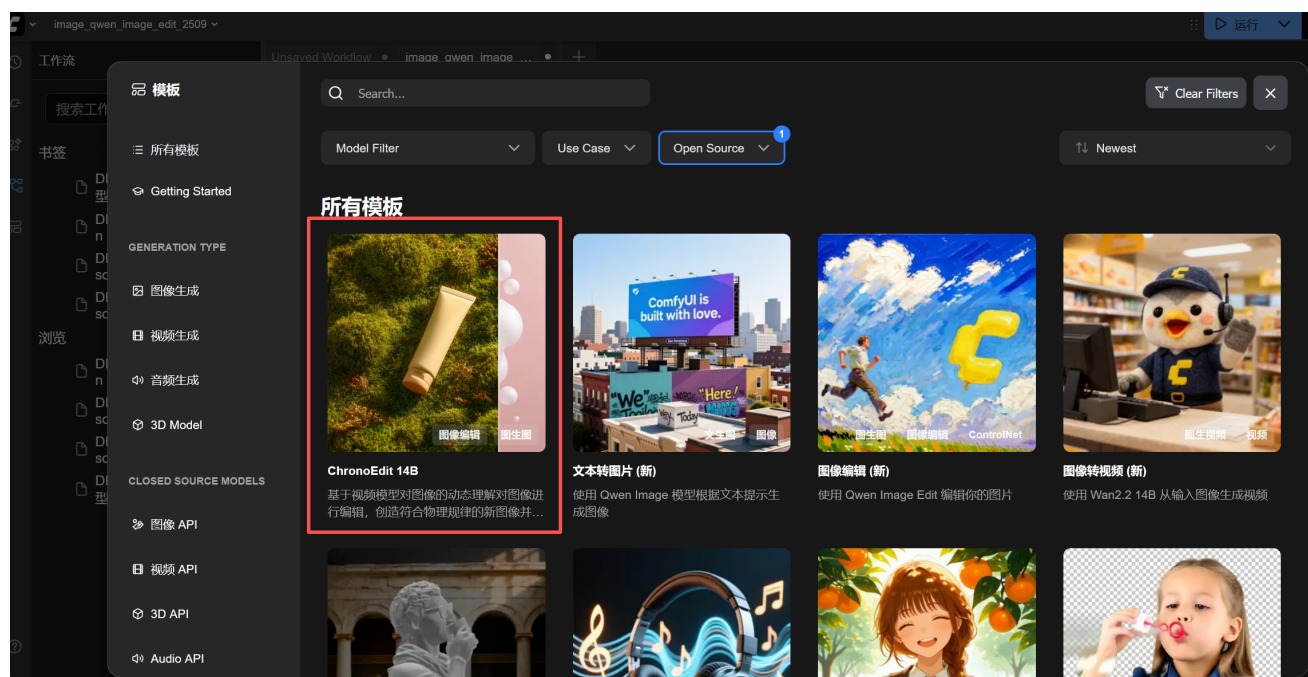 image_qwen_image_edit_2509
运行
工作流
Unsaved Workflow
image_qwen_image_...
搜索工作
书签
浏览
模板
所有模板
Getting Started
GENERATION TYPE
图像生成
视频生成
音频生成
3D Model
CLOSED SOURCE MODELS
图像 API
视频 API
3D API
Audio API
Search...
Clear Filters
Model Filter
Use Case
Open Source
1
Newest
所有模板
图像编辑 图生图
ChronoEdit 14B
基于视频模型对图像的动态理解对图像进
行编辑，创造符合物理规律的新图像并...
ComfyUI is
built with love.
"We"
"Here!
Hey, Today
文生图 图像
文本转图片 (新)
使用 Qwen Image 模型根据文本提示生
成图像
图生图 图像编辑 ControlNet
图像编辑 (新)
使用 Qwen Image Edit 编辑你的图片
图生视频 视频
图像转视频 (新)
使用 Wan2.2 14B 从输入图像生成视频